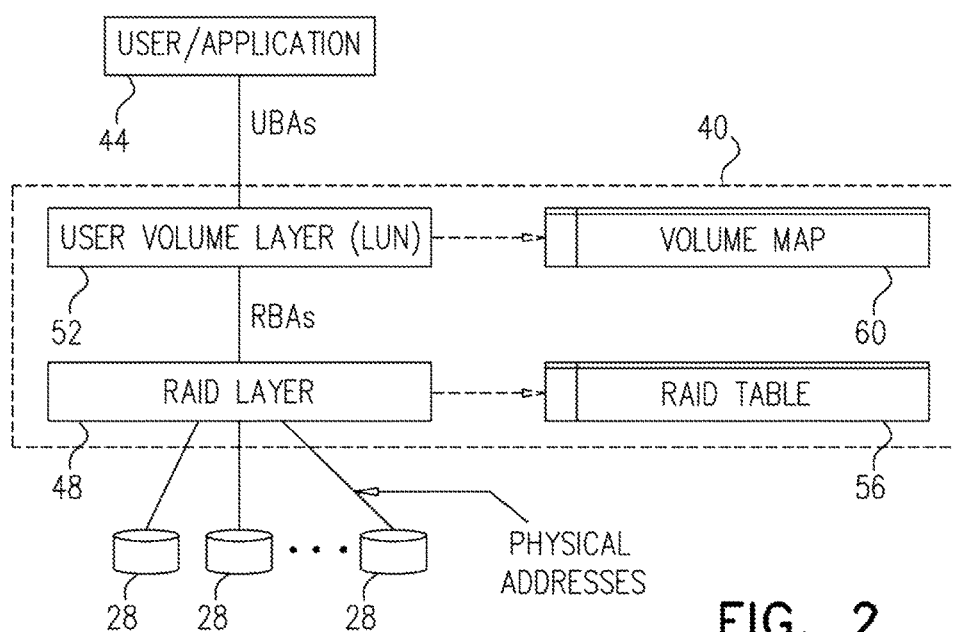 USER/APPLICATION
44
UBAs
40
USER VOLUME LAYER (LUN)
VOLUME MAP
52
RBAs
60
RAID LAYER
RAID TABLE
48
56
PHYSICAL
ADDRESSES
28
28
28
FIG. 2